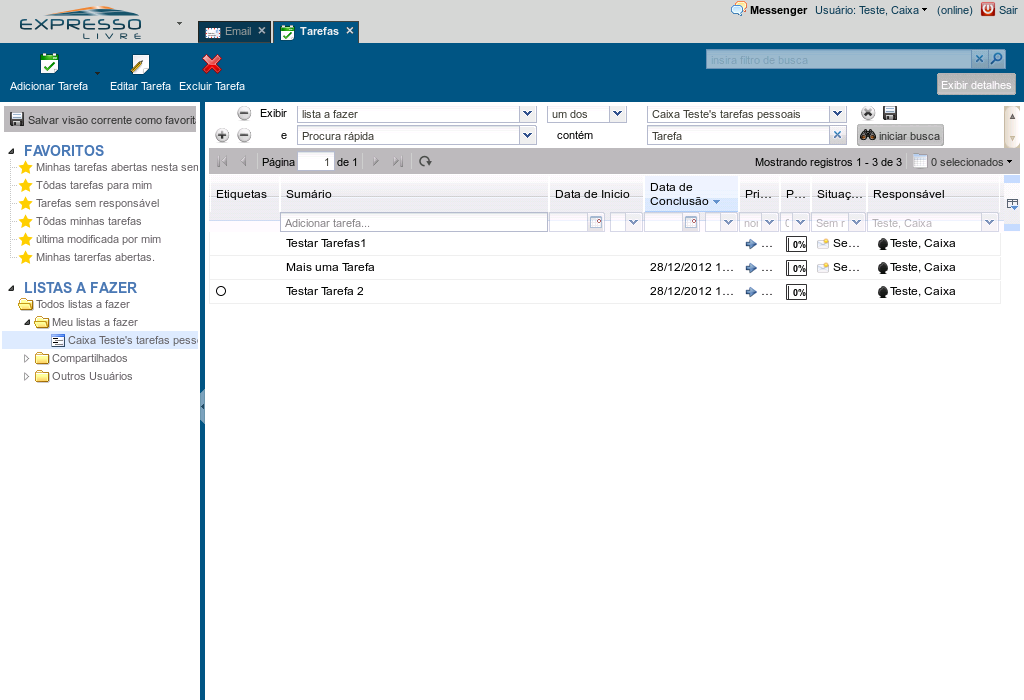 EXPRESSO
LIVRE
Email
Tarefas
Messenger
Usuário: Teste, Caixa
(online)
Sair
Adicionar Tarefa
Editar Tarefa
Excluir Tarefa
insira filtro de busca
Exibir detalhes
Salvar visão corrente como favorit
FAVORITOS
Minhas tarefas abertas nesta sen
Tôdas tarefas para mim
Tarefas sem responsável
Tôdas minhas tarefas
última modificada por mim
Minhas tarerfas abertas.
LISTAS A FAZER
Todos listas a fazer
Meu listas a fazer
Caixa Teste's tarefas pess
Compartilhados
Outros Usuários
Exibir lista a fazer um dos Caixa Teste's tarefas pessoais
e Procura rápida contém Tarefa iniciar busca
Página 1 de 1 Mostrando registros 1 - 3 de 3 0 selecionados
Etiquetas Sumário Data de Inicio Data de Conclusão Pri... P... Situaç... Responsável
Adicionar tarefa... Sem r Teste, Caixa
Testar Tarefas1 ... 0% Se... Teste, Caixa
Mais uma Tarefa 28/12/2012 1... ... 0% Se... Teste, Caixa
Testar Tarefa 2 28/12/2012 1... ... 0% Teste, Caixa